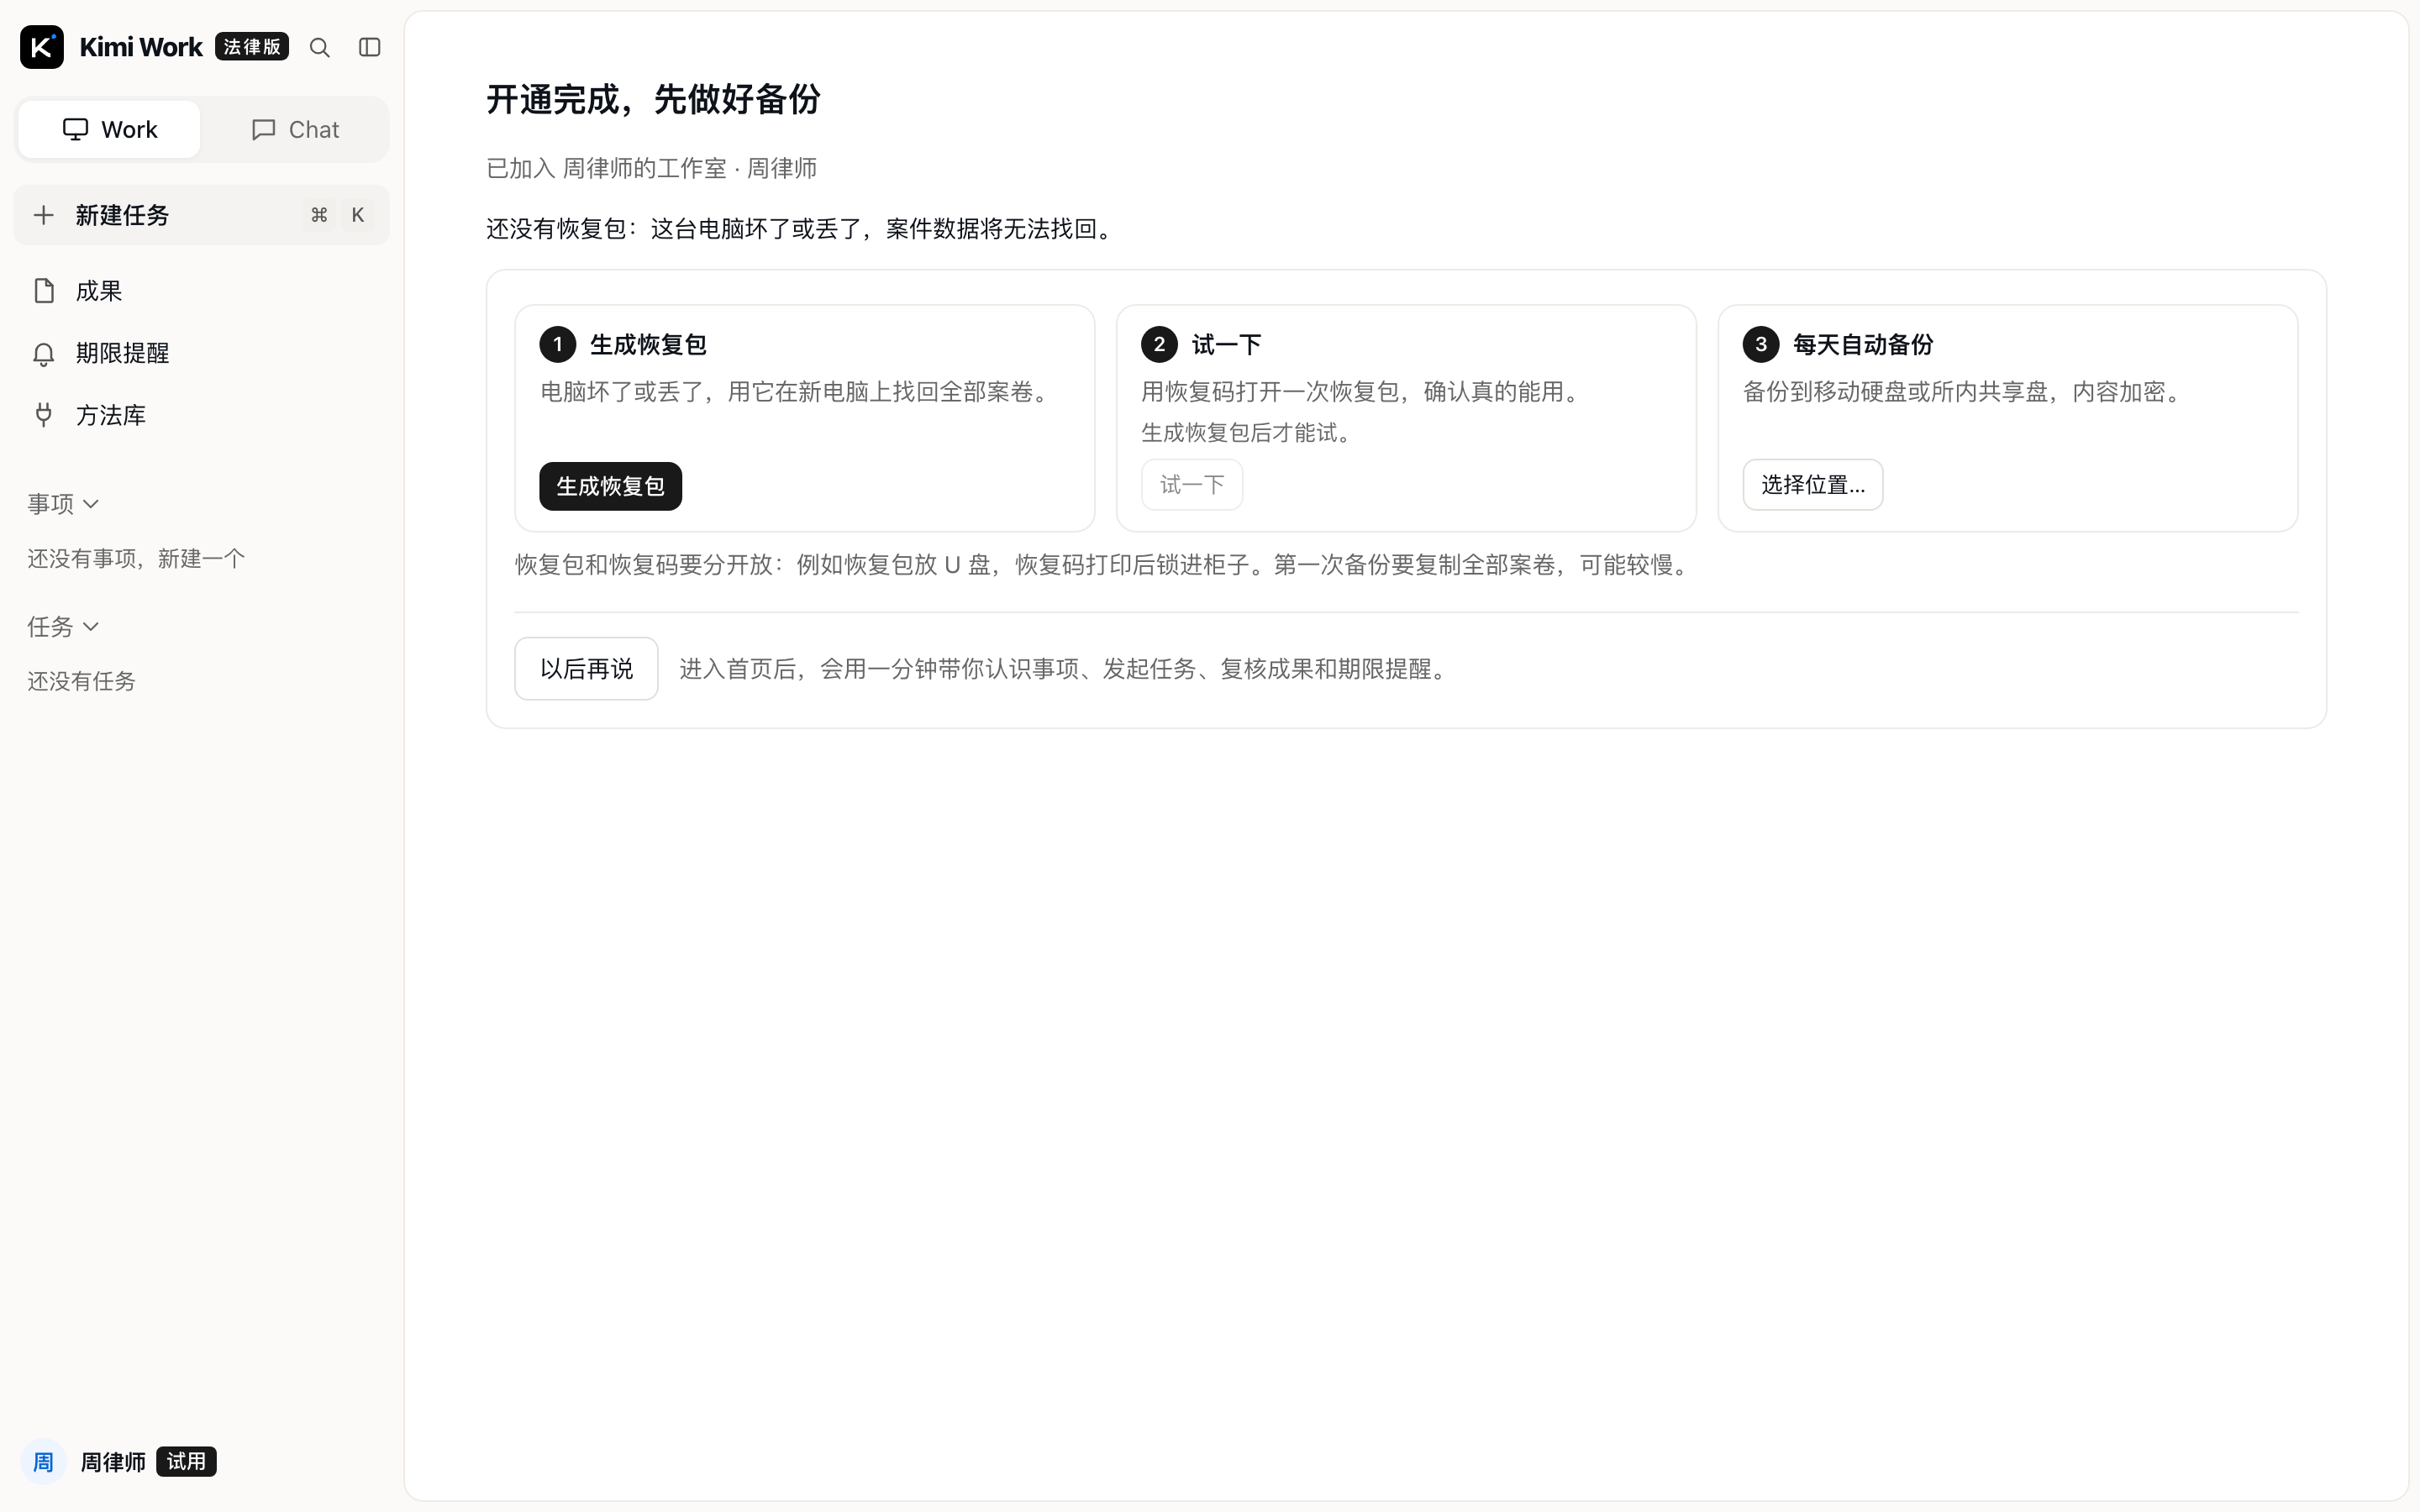 Kimi Work 法律版
Work
Chat
新建任务 ⌘ K
成果
期限提醒
方法库
事项
还没有事项，新建一个
任务
还没有任务
周 周律师 试用
开通完成，先做好备份
已加入 周律师的工作室 · 周律师
还没有恢复包：这台电脑坏了或丢了，案件数据将无法找回。
1 生成恢复包
电脑坏了或丢了，用它在新电脑上找回全部案卷。
生成恢复包
2 试一下
用恢复码打开一次恢复包，确认真的能用。
生成恢复包后才能试。
试一下
3 每天自动备份
备份到移动硬盘或所内共享盘，内容加密。
选择位置...
恢复包和恢复码要分开放：例如恢复包放 U 盘，恢复码打印后锁进柜子。第一次备份要复制全部案卷，可能较慢。
以后再说
进入首页后，会用一分钟带你认识事项、发起任务、复核成果和期限提醒。